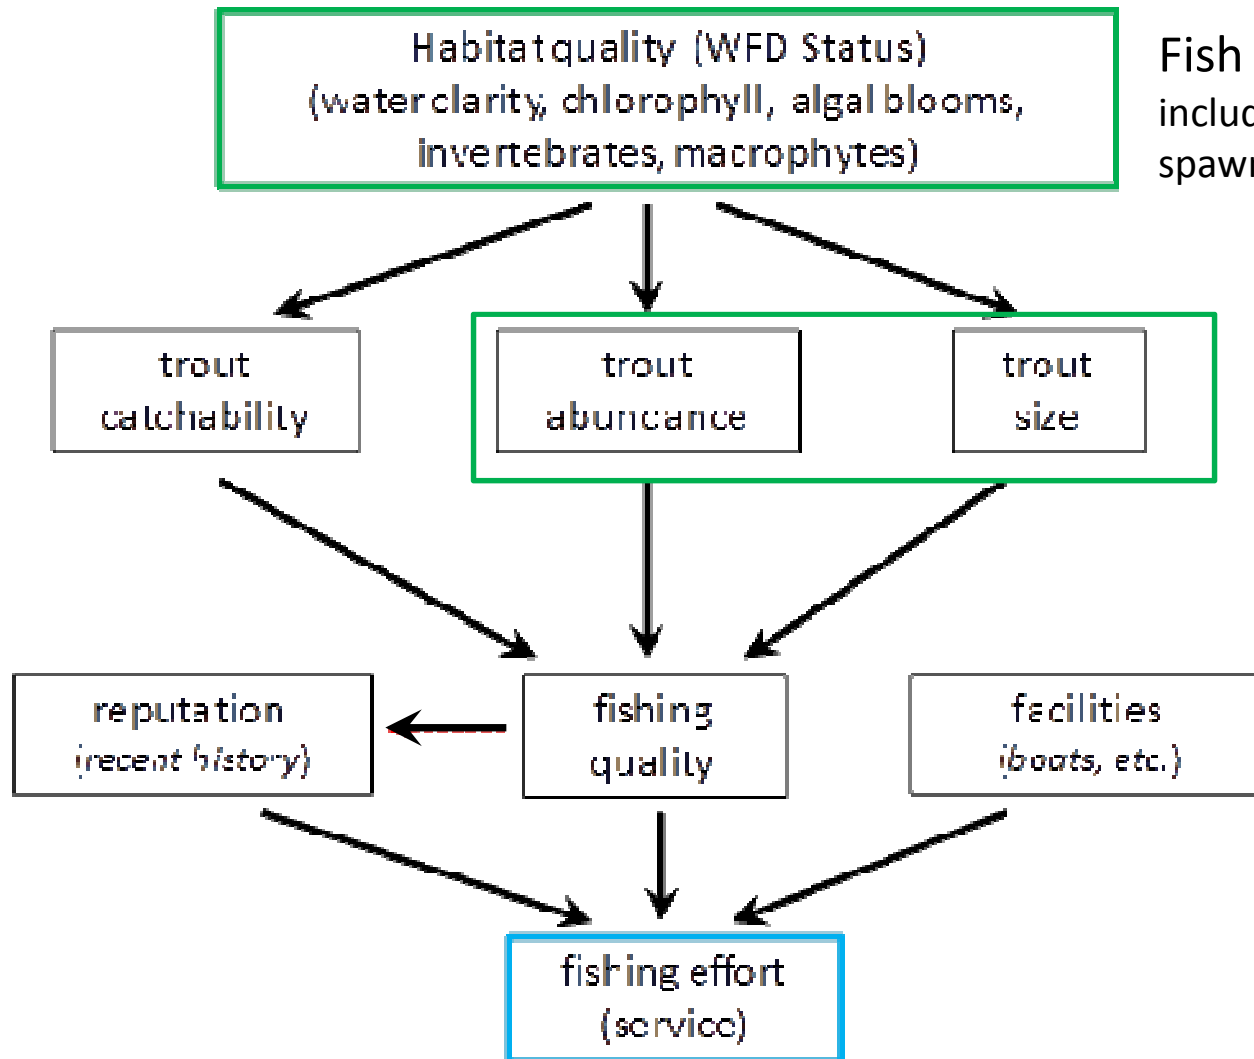 Habitat quality (WFD Status)
(water clarity, chlorophyll, algal blooms,
invertebrates, macrophytes)
Fish
includ
spawn
trout
catchability
trout
abundance
trout
size
reputation
(recent history)
fishing
quality
facilities
(boats, etc.)
fishing effort
(service)